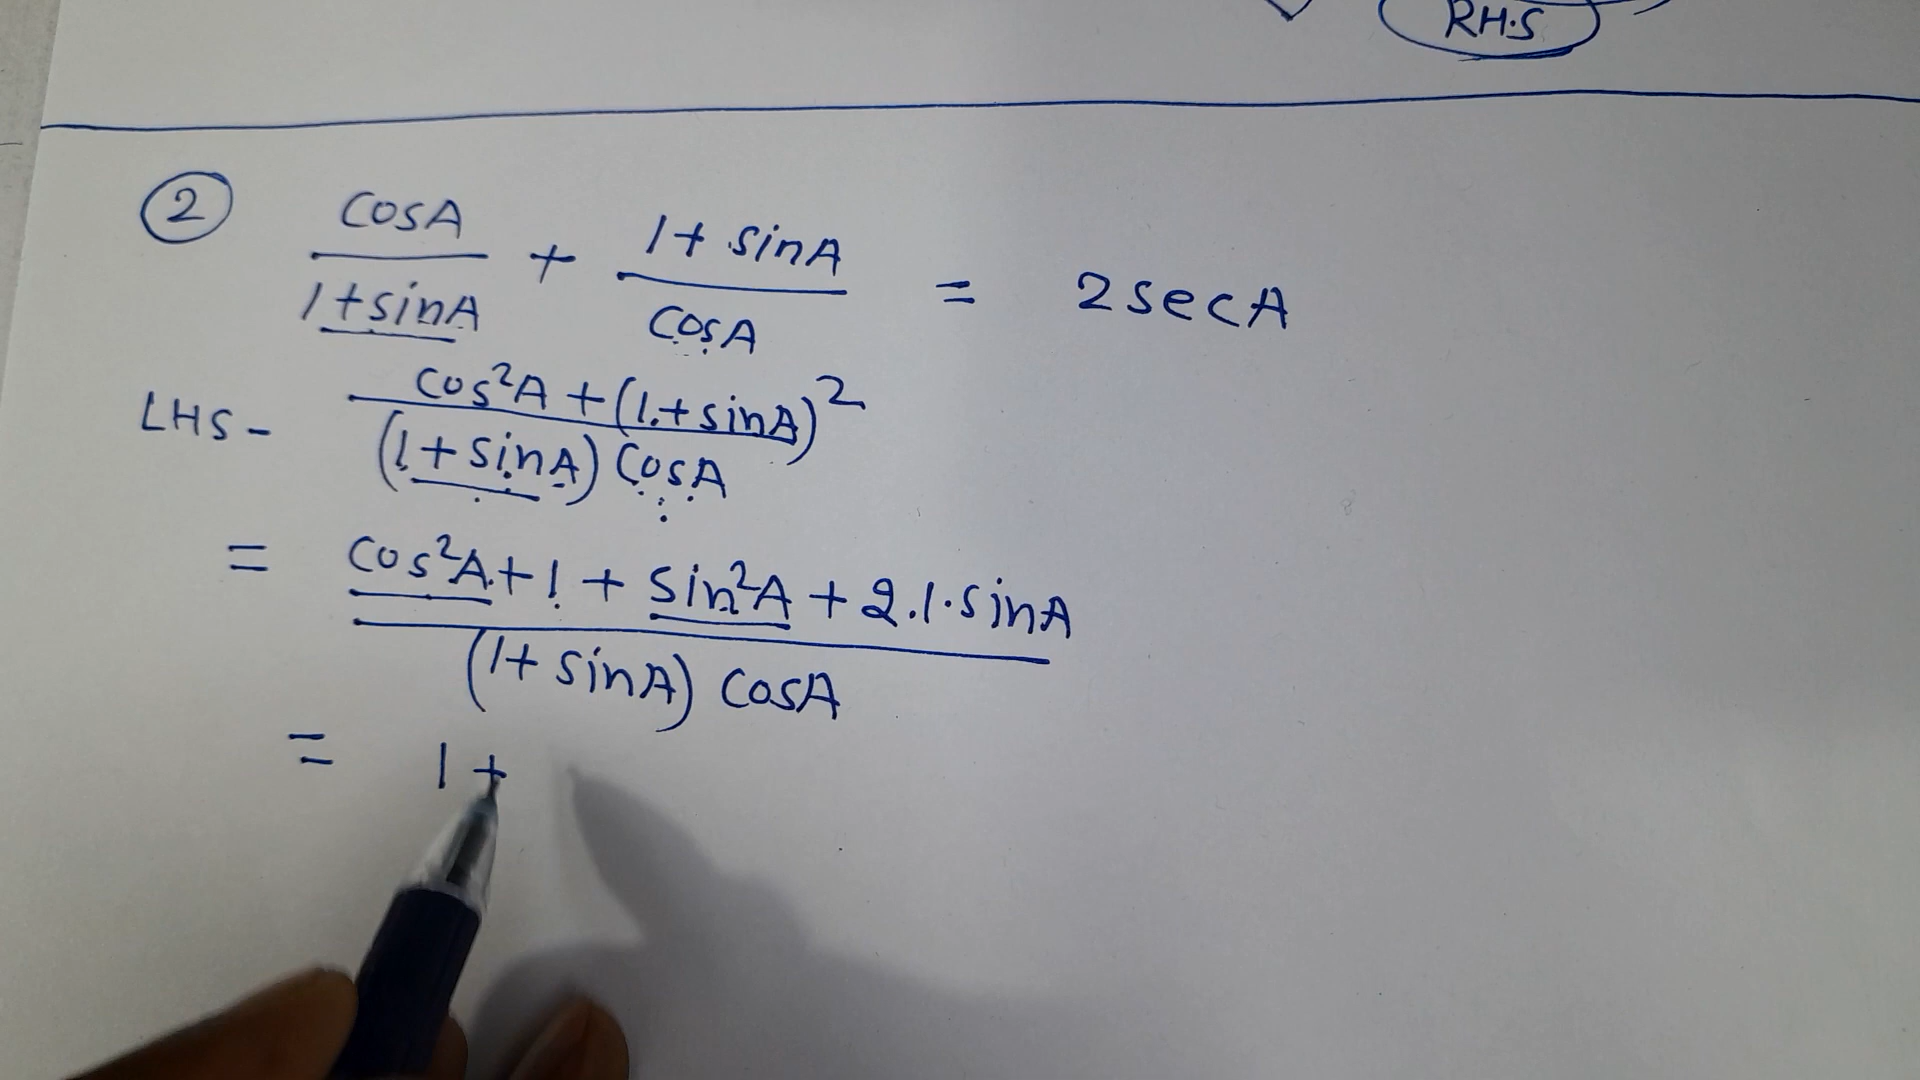 RH.S
2 cosA/1+sinA + 1+sinA/cosA = 2secA
LHS - cos²A+(1+sinA)²/(1+sinA) cosA
= cos²A+1+sin²A+2.1.sinA/(1+sinA) cosA
= 1+